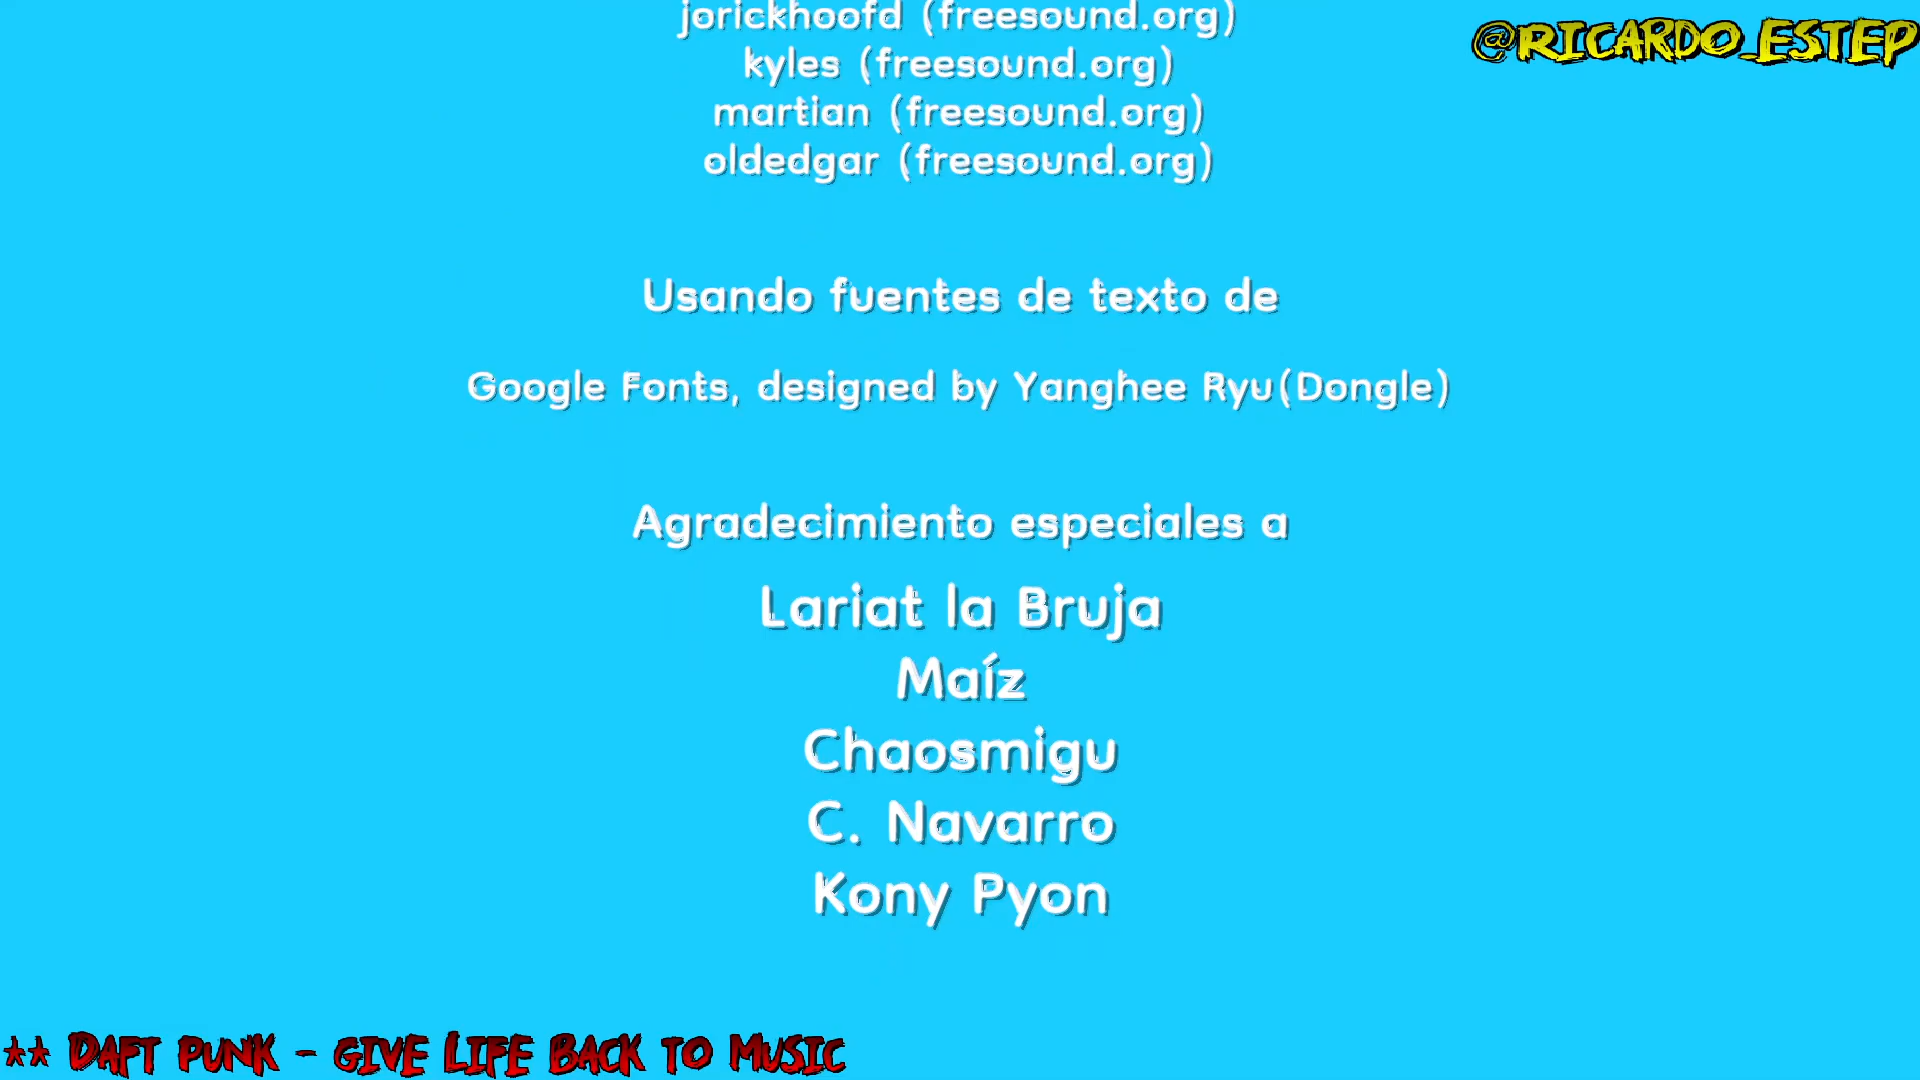 jorickhoofd (freesound.org)
@RICARDO_ESTEP
kyles (freesound.org)
martian (freesound.org)
oldedgar (freesound.org)
Usando fuentes de texto de
Google Fonts, designed by Yanghee Ryu(Dongle)
Agradecimiento especiales a
Lariat la Bruja
Maíz
Chaosmigu
C. Navarro
Kony Pyon
** DAFT PUNK - GIVE LIFE BACK TO MUSIC